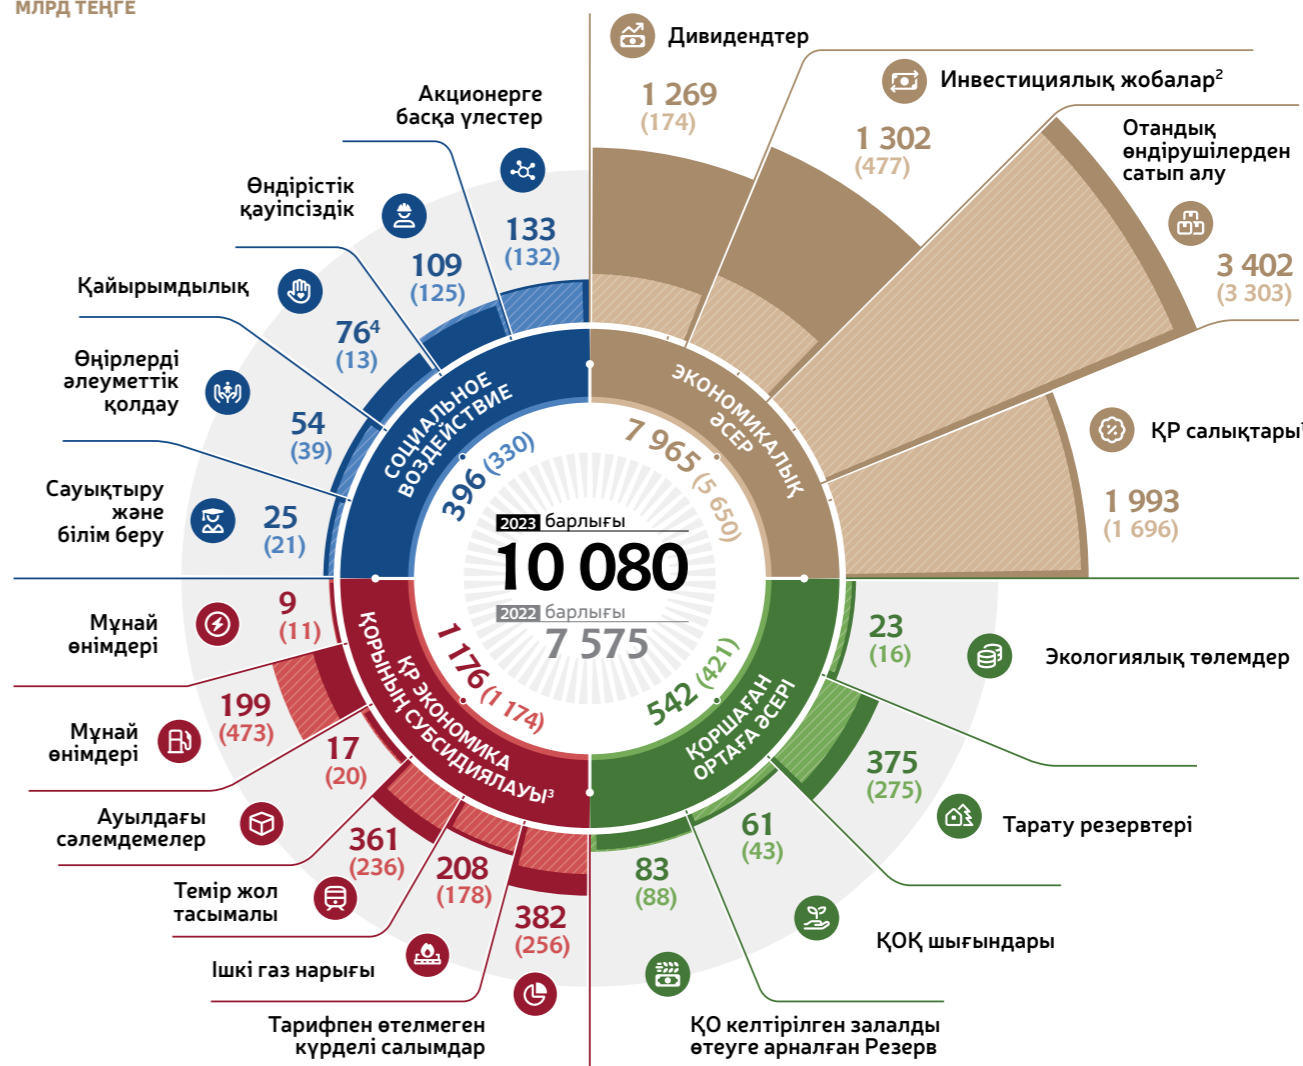 МЛРД ТЕҢГЕ
Дивидендтер
1 269
(174)
Инвестициялық жобалар²
1 302
(477)
Отандық
өндірушілерден
сатып алу
3 402
(3 303)
ҚР салықтары¹
1 993
(1 696)
Акционерге
басқа үлестер
133
(132)
Өндірістік
қауіпсіздік
109
(125)
Қайырымдылық
76⁴
(13)
Өңірлерді
әлеуметтік
қолдау
54
(39)
Сауықтыру
және
білім беру
25
(21)
СОЦИАЛЬНОЕ
ВОЗДЕЙСТВИЕ
396 (330)
ЭКОНОМИКАЛЫҚ
ӘСЕР
7 965 (5 650)
2023 барлығы
10 080
2022 барлығы
7 575
ҚР ЭКОНОМИКА
ҚОРЫНЫҢ СУБСИДИЯЛАУЫ³
1 176 (1 174)
ҚОРШАҒАН
ОРТАҒА ӘСЕРІ
542 (421)
Мұнай
өнімдері
9
(11)
Мұнай
өнімдері
199
(473)
Ауылдағы
сәлемдемелер
17
(20)
Темір жол
тасымалы
361
(236)
Ішкі газ нарығы
208
(178)
Тарифпен өтелмеген
күрделі салымдар
382
(256)
23
(16)
Экологиялық төлемдер
375
(275)
Тарату резервтері
61
(43)
ҚОҚ шығындары
83
(88)
ҚО келтірілген залалды
өтеуге арналған Резерв